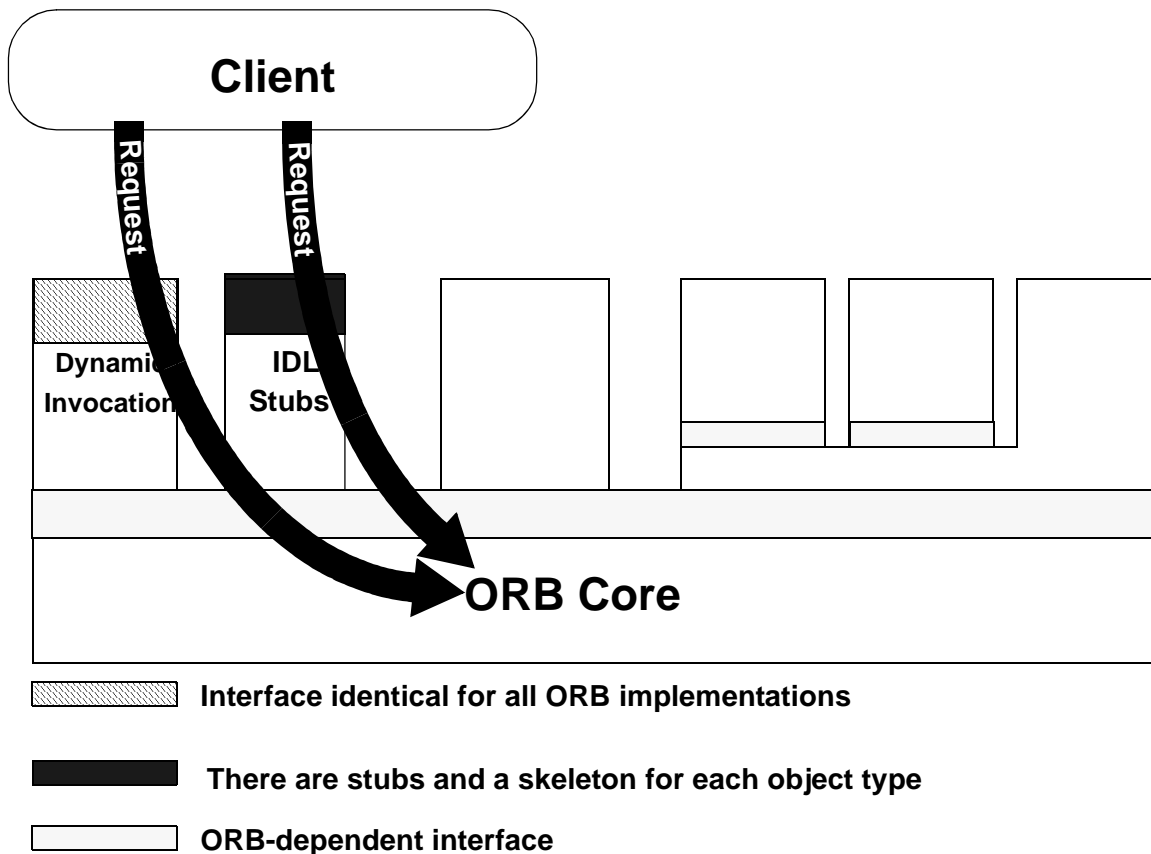 Client
Request
Request
Dynamic
Invocation
IDL
Stubs
ORB Core
Interface identical for all ORB implementations
There are stubs and a skeleton for each object type
ORB-dependent interface